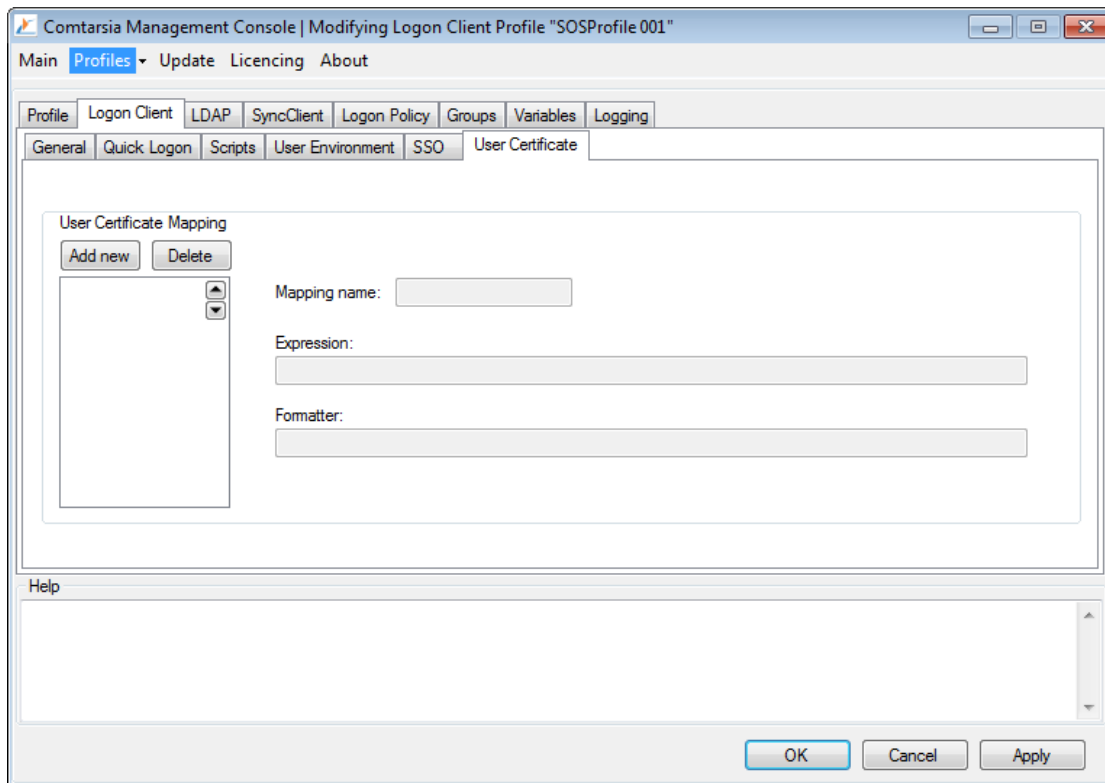 Comtarsia Management Console | Modifying Logon Client Profile "SOSProfile 001"
Main Profiles Update Licencing About
Profile Logon Client LDAP SyncClient Logon Policy Groups Variables Logging
General Quick Logon Scripts User Environment SSO User Certificate
User Certificate Mapping
Add new Delete
Mapping name:
Expression:
Formatter:
Help
OK Cancel Apply